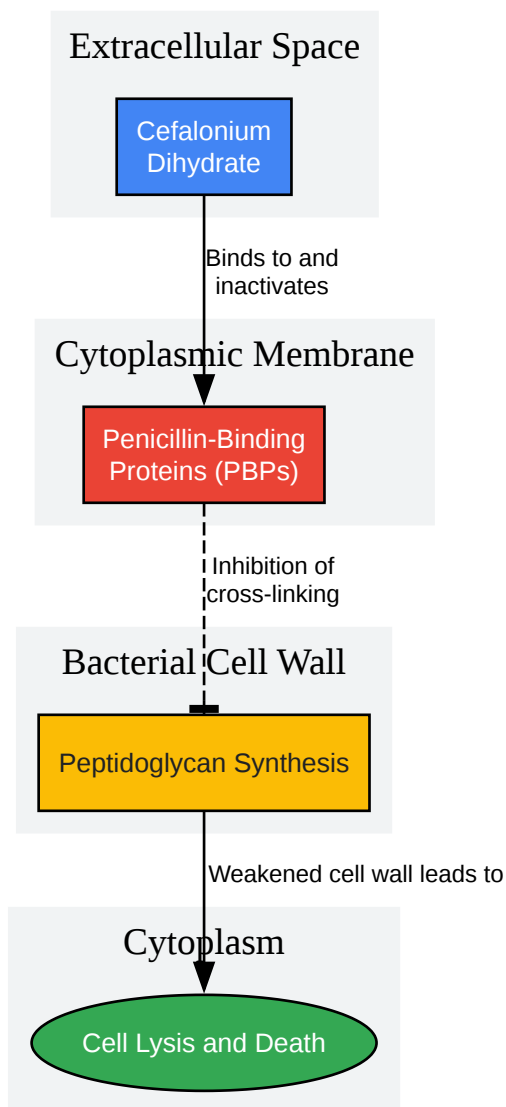 Extracellular Space
Cefalonium
Dihydrate
Binds to and
inactivates
Cytoplasmic Membrane
Penicillin-Binding
Proteins (PBPs)
Inhibition of
cross-linking
Bacterial Cell Wall
Peptidoglycan Synthesis
Weakened cell wall leads to
Cytoplasm
Cell Lysis and Death